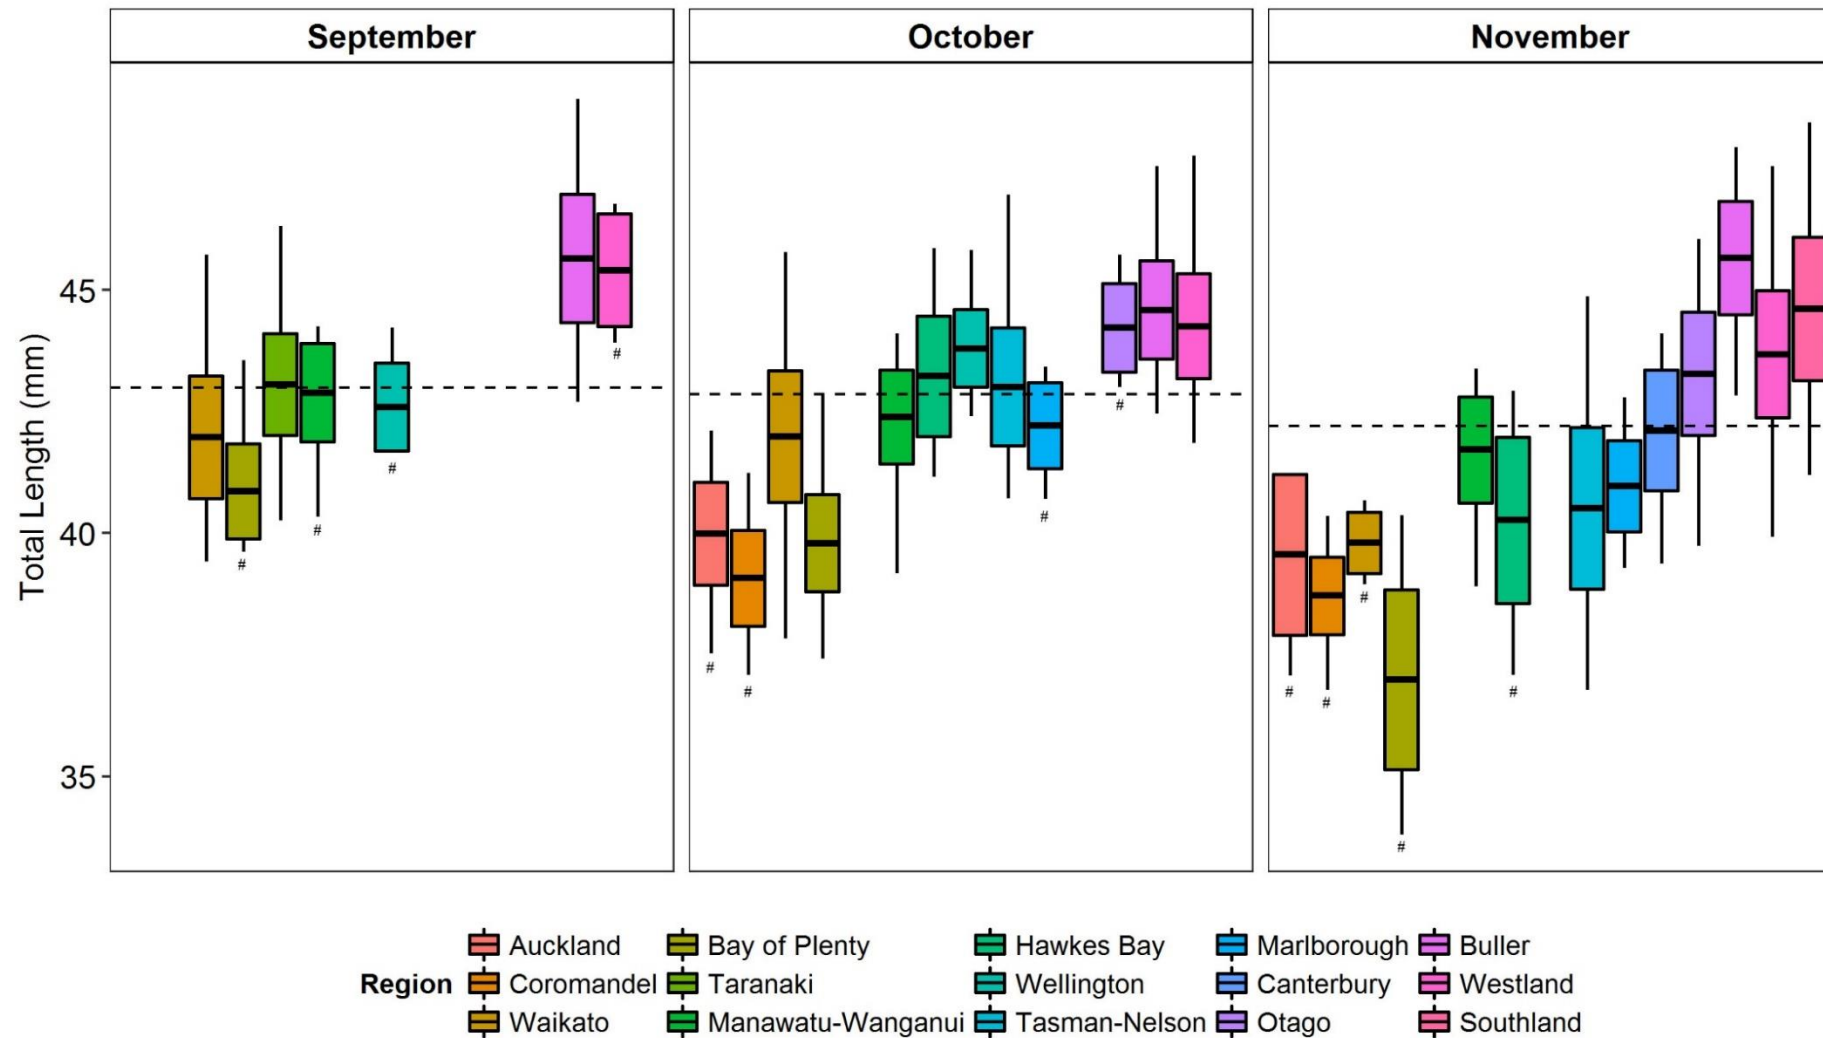 September October November
Total Length (mm)
45
40
35
# # # #
# # # #
# # # # #
Region
Auckland Bay of Plenty Hawkes Bay Marlborough Buller
Coromandel Taranaki Wellington Canterbury Westland
Waikato Manawatu-Wanganui Tasman-Nelson Otago Southland